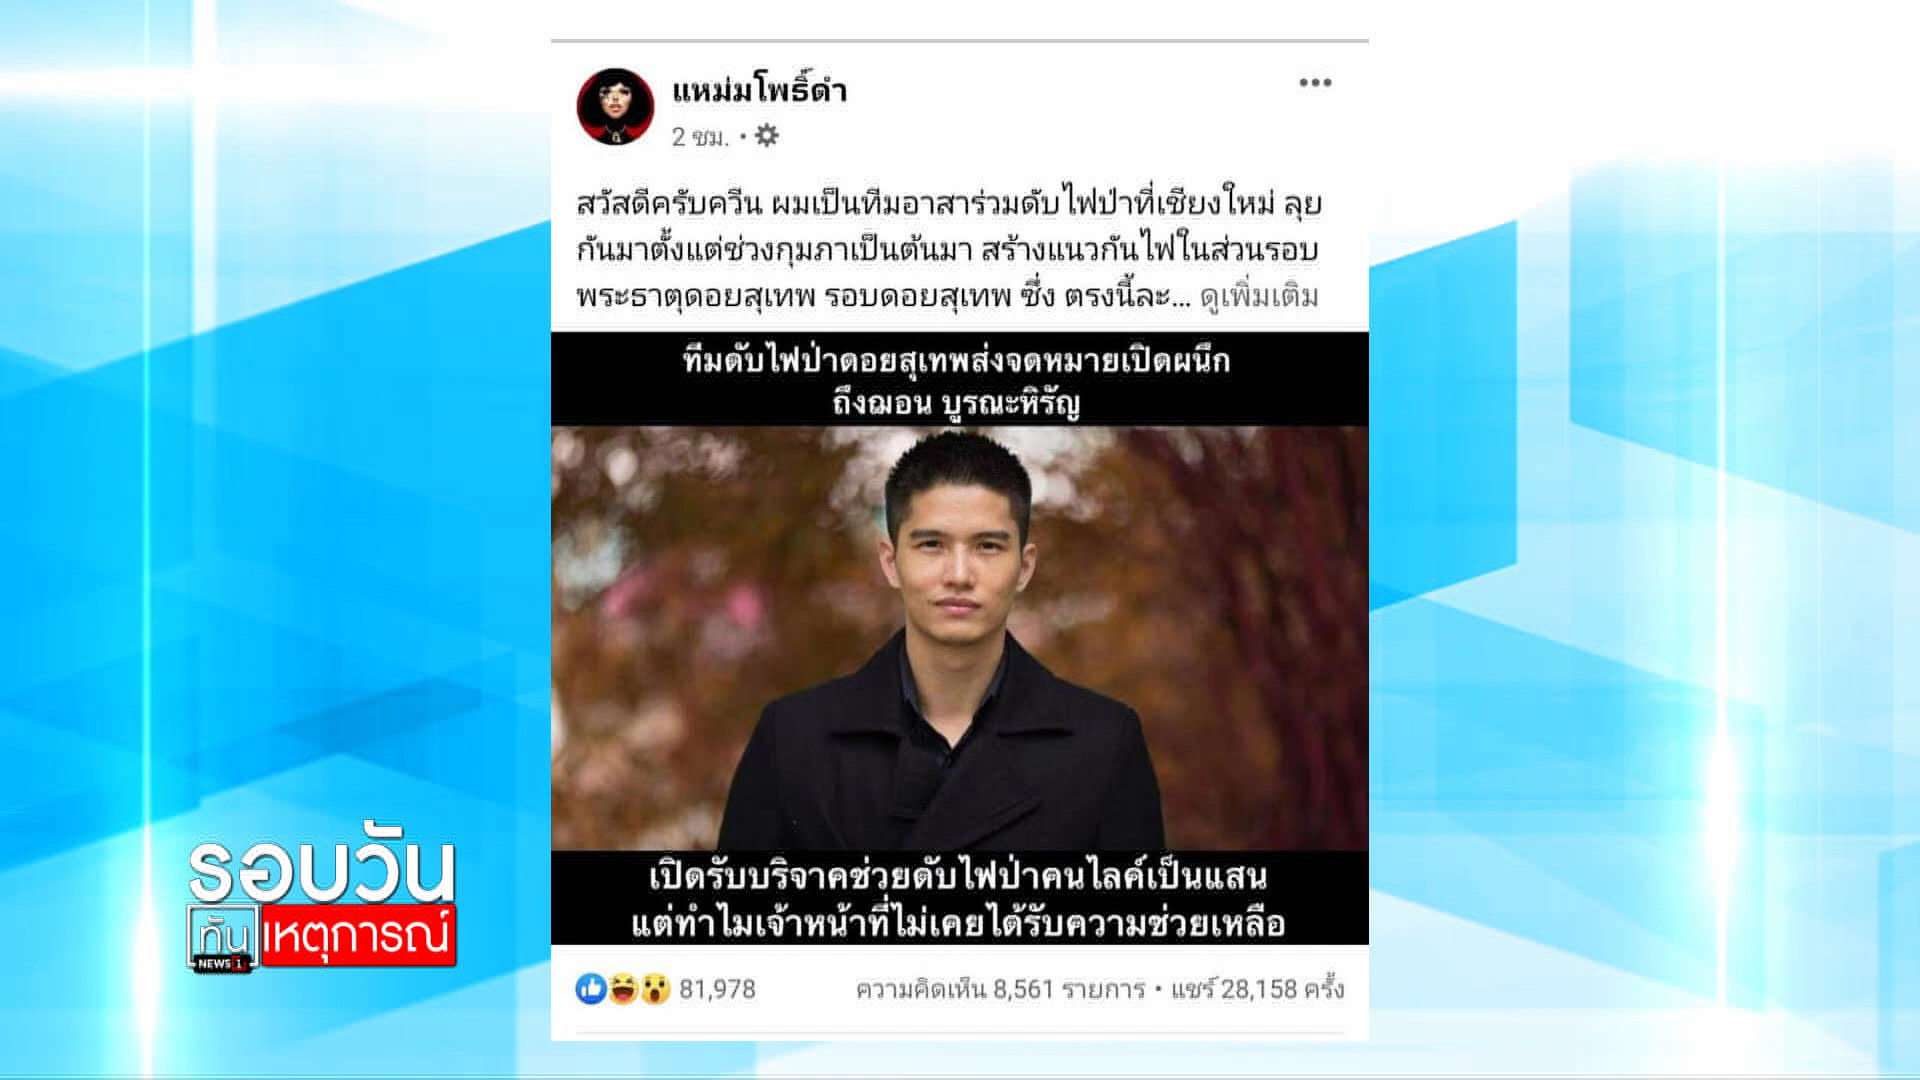 แหม่มโพธิ์ดำ
2 ชม. •
สวัสดีครับควีน ผมเป็นทีมอาสาร่วมดับไฟป่าที่เชียงใหม่ ลุย
กันมาตั้งแต่ช่วงกุมภาเป็นต้นมา สร้างแนวกันไฟในส่วนรอบ
พระธาตุดอยสุเทพ รอบดอยสุเทพ ซึ่ง ตรงนี้ละ... ดูเพิ่มเติม
ทีมดับไฟป่าดอยสุเทพส่งจดหมายเปิดผนึก
ถึงฌอน บูรณะหิรัญ
เปิดรับบริจาคช่วยดับไฟป่าคนไลค์เป็นแสน
แต่ทำไมเจ้าหน้าที่ไม่เคยได้รับความช่วยเหลือ
81,978 ความคิดเห็น 8,561 รายการ • แชร์ 28,158 ครั้ง
รอบวัน
ทันเหตุการณ์
NEWS 1